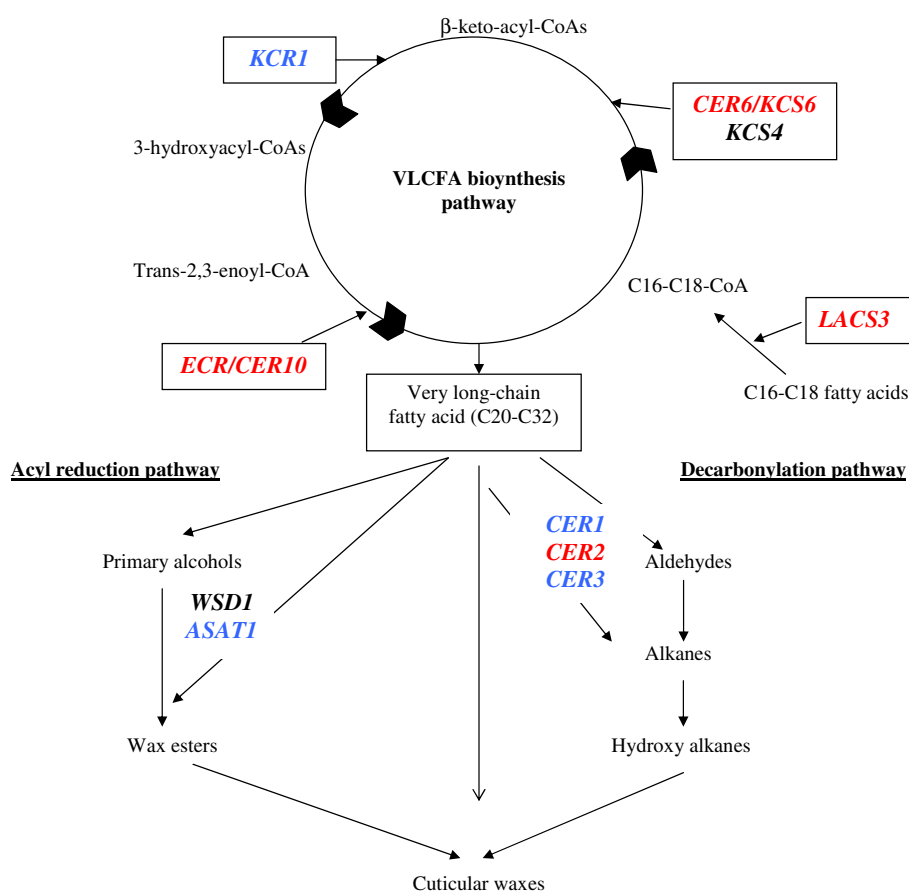 β-keto-acyl-CoAs
KCR1
CER6/KCS6
KCS4
3-hydroxyacyl-CoAs
VLCFA bioynthesis
pathway
Trans-2,3-enoyl-CoA
C16-C18-CoA
LACS3
ECR/CER10
C16-C18 fatty acids
Very long-chain
fatty acid (C20-C32)
Acyl reduction pathway
Decarbonylation pathway
CER1
CER2
CER3
Primary alcohols
Aldehydes
WSD1
ASAT1
Alkanes
Wax esters
Hydroxy alkanes
Cuticular waxes